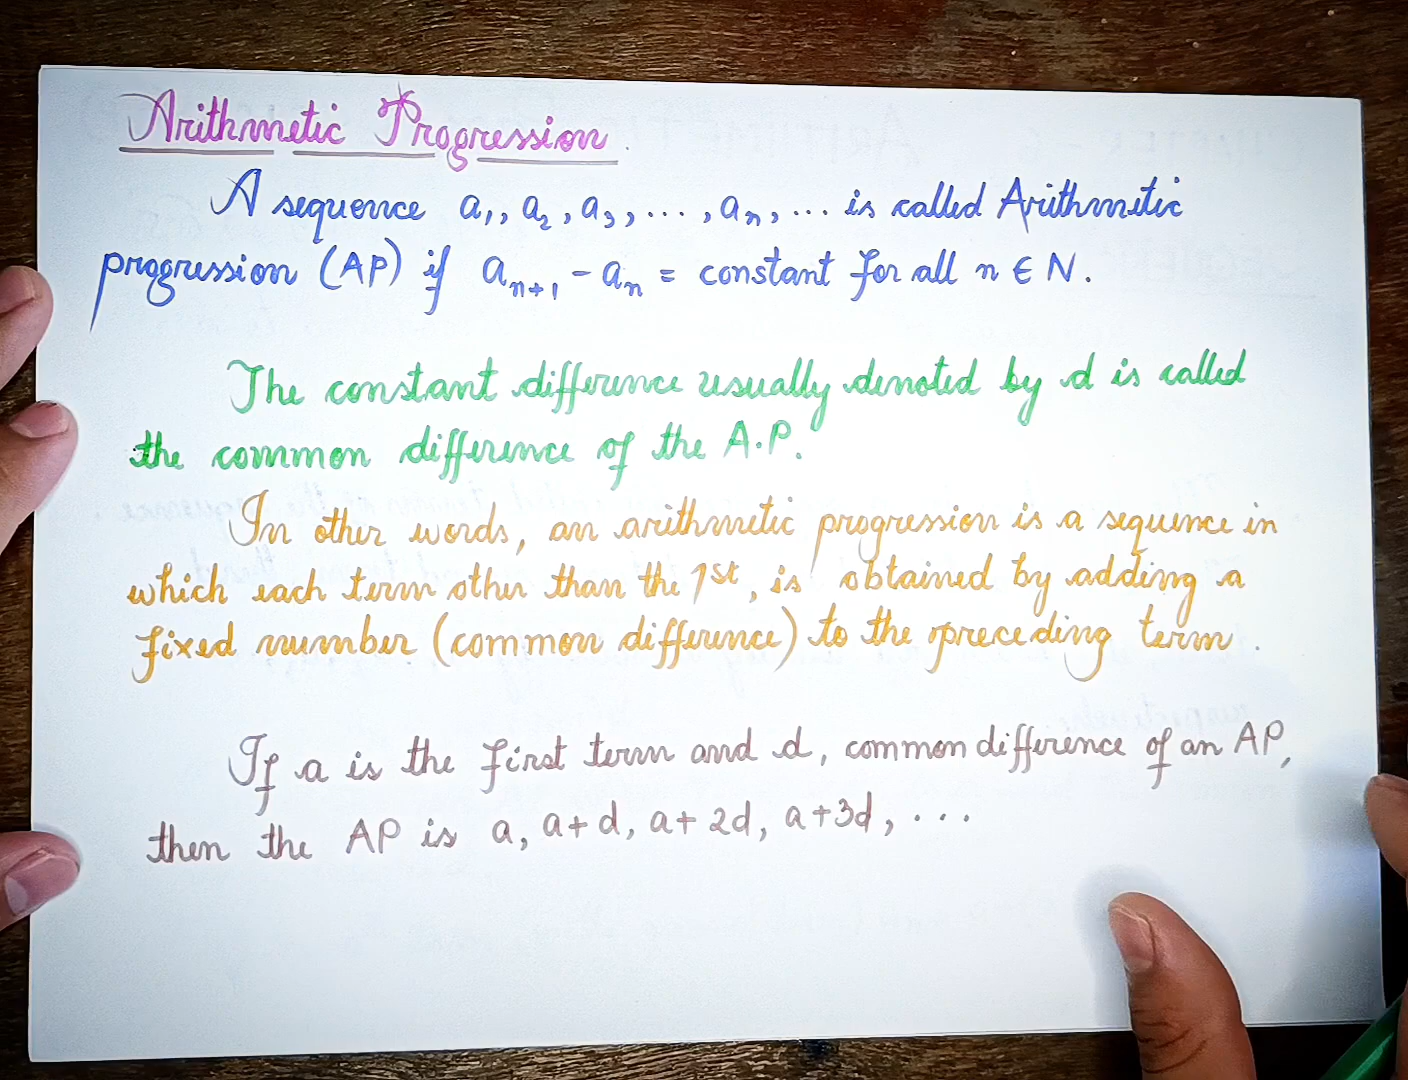 Arithmetic Progression.
A sequence a₁, a₂, a₃, ..., aₙ, ... is called Arithmetic
progression (AP) if aₙ₊₁ - aₙ = constant for all n ∈ N.
The constant difference usually denoted by d is called
the common difference of the A.P.
In other words, an arithmetic progression is a sequence in
which each term other than the 1st, is obtained by adding a
fixed number (common difference) to the preceding term.
If a is the first term and d, common difference of an AP,
then the AP is a, a+d, a+2d, a+3d, ...